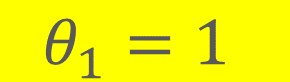 θ₁ = 1